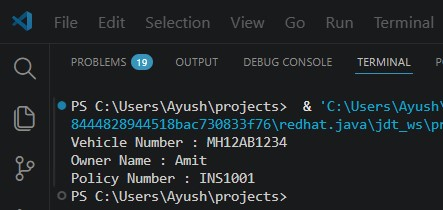 File Edit Selection View Go Run Terminal
PROBLEMS 19 OUTPUT DEBUG CONSOLE TERMINAL
PS C:\Users\Ayush\projects> & 'C:\Users\Ayush\
8444828944518bac730833f76\redhat.java\jdt_ws\pr
Vehicle Number : MH12AB1234
Owner Name : Amit
Policy Number : INS1001
PS C:\Users\Ayush\projects>